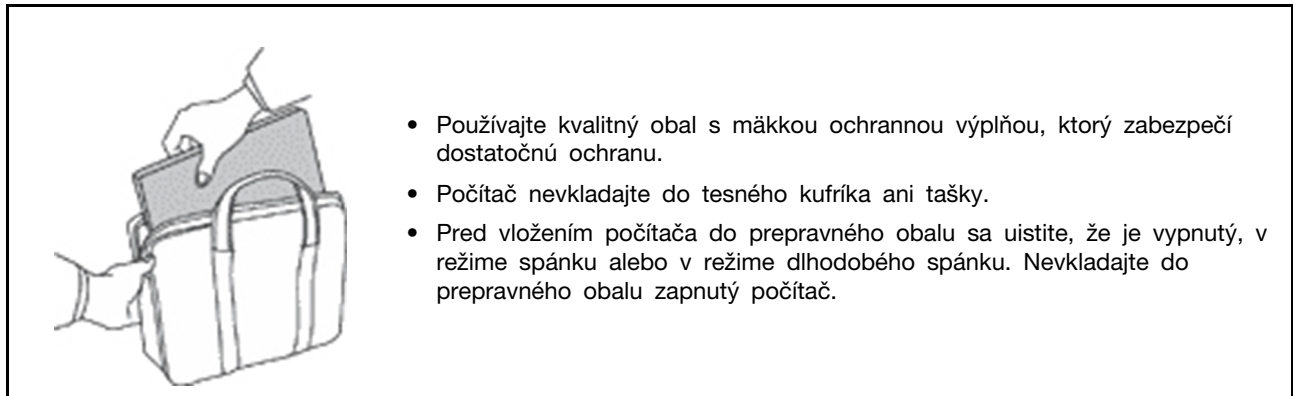 • Používajte kvalitný obal s mäkkou ochrannou výplňou, ktorý zabezpečí
dostatočnú ochranu.
• Počítač nevkladajte do tesného kufríka ani tašky.
• Pred vložením počítača do prepravného obalu sa uistite, že je vypnutý, v
režime spánku alebo v režime dlhodobého spánku. Nevkladajte do
prepravného obalu zapnutý počítač.